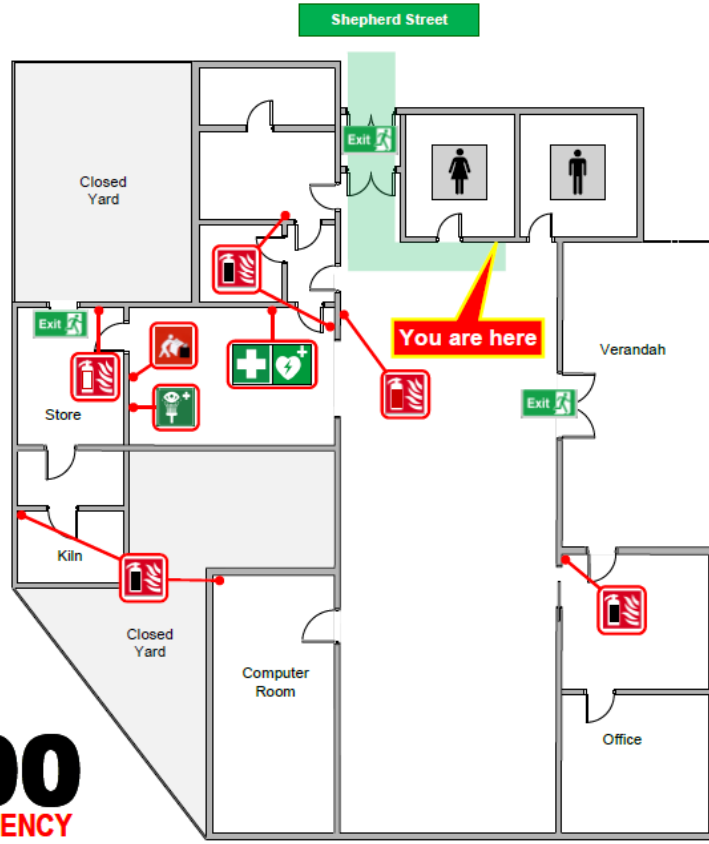 Shepherd Street
Closed
Yard
Exit
You are here
Verandah
Exit
Store
Exit
Kiln
Closed
Yard
Computer
Room
Office
00
ENCY